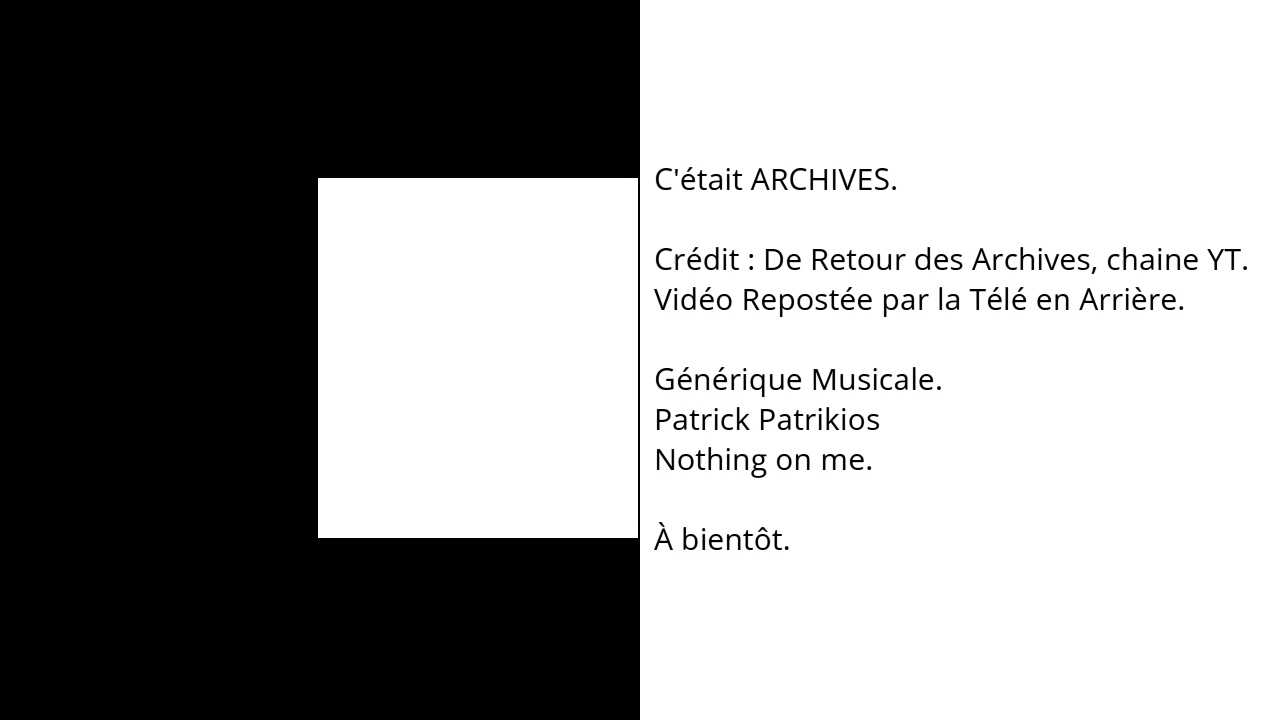 C'était ARCHIVES.
Crédit : De Retour des Archives, chaine YT.
Vidéo Repostée par la Télé en Arrière.
Générique Musicale.
Patrick Patrikios
Nothing on me.
À bientôt.